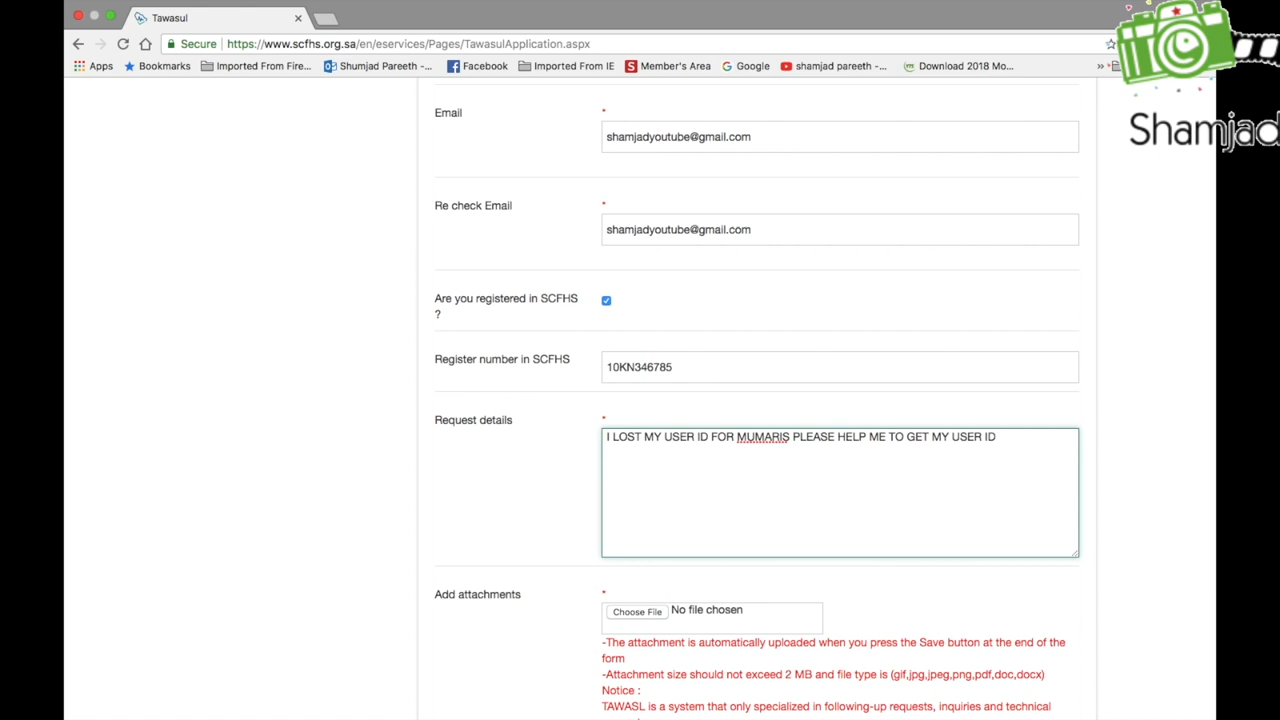 Tawasul
Secure
https://www.scfhs.org.sa/en/eservices/Pages/TawasulApplication.aspx
Apps
Bookmarks
Imported From Fire...
Shumjad Pareeth -...
Facebook
Imported From IE
Member's Area
Google
shamjad pareeth -...
Download 2018 Mo...
Shamjad
Email
*
shamjadyoutube@gmail.com
Re check Email
*
shamjadyoutube@gmail.com
Are you registered in SCFHS
?
Register number in SCFHS
10KN346785
Request details
*
I LOST MY USER ID FOR MUMARIS PLEASE HELP ME TO GET MY USER ID
Add attachments
*
Choose File No file chosen
-The attachment is automatically uploaded when you press the Save button at the end of the
form
-Attachment size should not exceed 2 MB and file type is (gif,jpg,jpeg,png,pdf,doc,docx)
Notice :
TAWASL is a system that only specialized in following-up requests, inquiries and technical